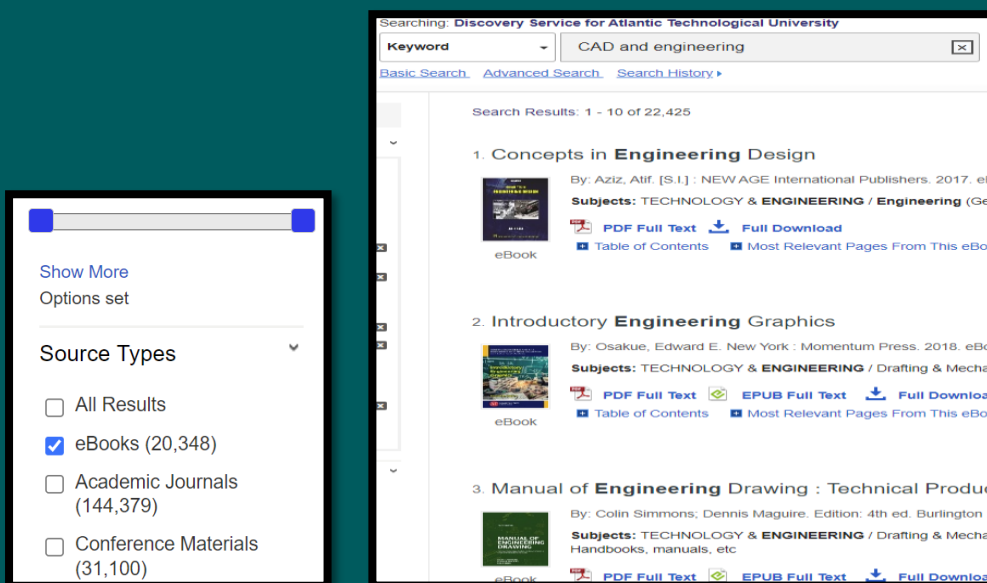 Show More
Options set
Source Types
All Results
eBooks (20,348)
Academic Journals
(144,379)
Conference Materials
(31,100)
Searching: Discovery Service for Atlantic Technological University
Keyword
CAD and engineering
Basic Search Advanced Search Search History
Search Results: 1 - 10 of 22,425
1. Concepts in Engineering Design
By: Aziz, Atif. [S.l.] : NEW AGE International Publishers. 2017.
Subjects: TECHNOLOGY & ENGINEERING / Engineering
PDF Full Text Full Download
Table of Contents Most Relevant Pages From This
eBook
2. Introductory Engineering Graphics
By: Osakue, Edward E. New York : Momentum Press. 2018.
Subjects: TECHNOLOGY & ENGINEERING / Drafting &
PDF Full Text EPUB Full Text Full
Table of Contents Most Relevant Pages From This
eBook
3. Manual of Engineering Drawing : Technical
By: Colin Simmons; Dennis Maguire. Edition: 4th ed. Burlington
MANUAL OF
ENGINEERING
DRAWING
Subjects: TECHNOLOGY & ENGINEERING / Drafting &
Handbooks, manuals, etc
PDF Full Text EPUB Full Text Full
eBook